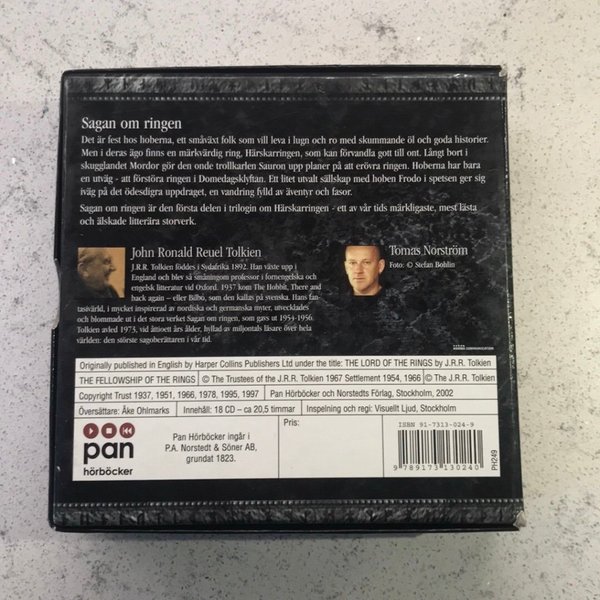 Sagan om ringen
Det är fest hos hoberna, ett småväxt folk som vill leva i lugn och ro med skummande öl och goda historier.
Men i deras ägo finns en märkvärdig ring, Härskarringen, som kan förvandla gott till ont. Långt bort i
skugglandet Mordor gör den onde trollkarlen Sauron upp planer på att erövra ringen. Hoberna har bara
en utväg - att förstöra ringen i Domedagsklyftan. Ett litet utvalt sällskap med hoben Frodo i spetsen ger sig
iväg på det ödesdigra uppdraget, en vandring fylld av äventyr och fasor.
Sagan om ringen är den första delen i trilogin om Härskarringen - ett av vår tids märkligaste, mest lästa
och älskade litterära storverk.
John Ronald Reuel Tolkien
J.R.R. Tolkien föddes i Sydafrika 1892. Han växte upp i
England och blev så småningom professor i fornengelska och
engelsk litteratur vid Oxford. 1937 kom The Hobbit, There and
back again – eller Bilbo, som den kallas på svenska. Hans fan-
tasivärld, i mycket inspirerad av nordiska och germanska myter, utvecklades
och blommade ut i det stora verket Sagan om ringen, som gavs ut 1954-1956.
Tolkien avled 1973, vid åttioett års ålder, hyllad av miljontals läsare över hela
världen: den störste sagoberättaren i vår tid.
Tomas Norström
Foto: © Stefan Bohlin
Originally published in English by Harper Collins Publishers Ltd under the title: THE LORD OF THE RINGS by J.R.R. Tolkien
THE FELLOWSHIP OF THE RINGS © The Trustees of the J.R.R. Tolkien 1967 Settlement 1954, 1966 © The J.R.R. Tolkien
Copyright Trust 1937, 1951, 1966, 1978, 1995, 1997 Pan Hörböcker och Norstedts Förlag, Stockholm, 2002
Översättare: Åke Ohlmarks Innehåll: 18 CD – ca 20,5 timmar Inspelning och regi: Visuellt Ljud, Stockholm
pan
hörböcker
Pan Hörböcker ingår i
P.A. Norstedt & Söner AB,
grundat 1823.
Pris:
ISBN 91-7313-024-9
9 789173 130240
PH249